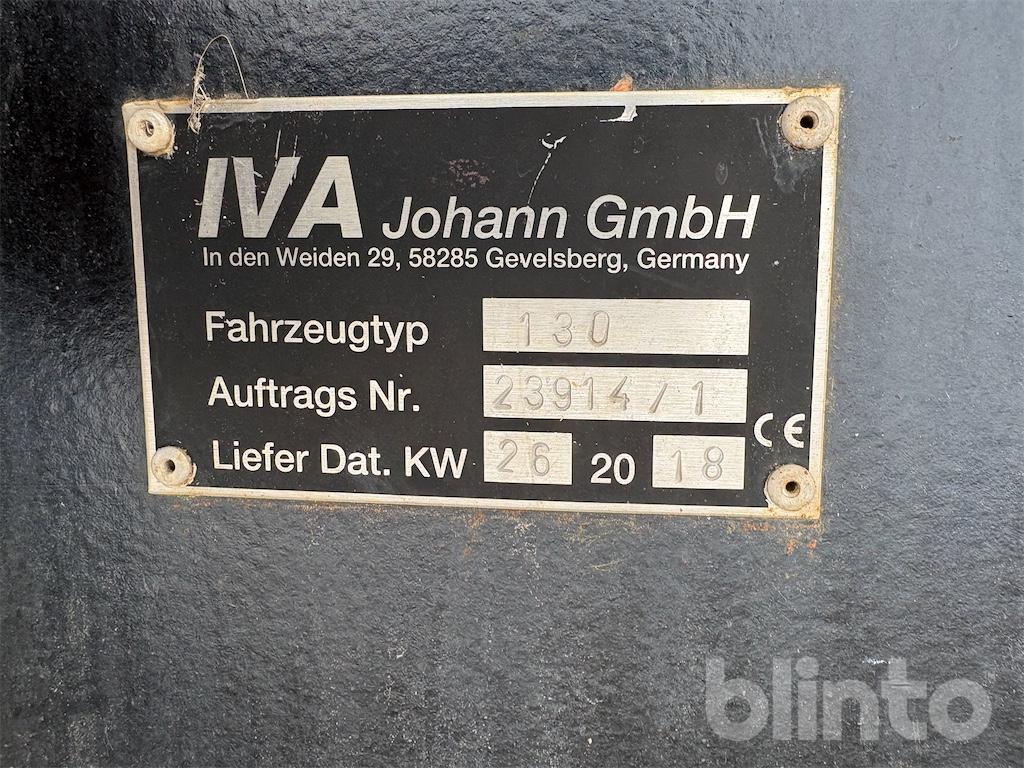 IVA Johann GmbH
In den Weiden 29, 58285 Gevelsberg, Germany
Fahrzeugtyp 130
Auftrags Nr. 23914/1
Liefer Dat. KW 26 20 18 CE
blinto